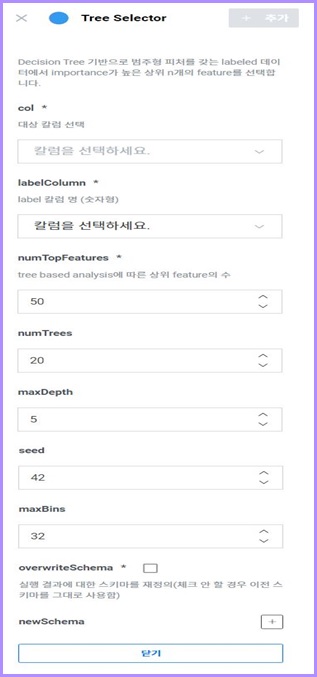 Tree Selector
+ 추가
Decision Tree 기반으로 범주형 피처를 갖는 labeled 데이
터에서 importance가 높은 상위 n개의 feature를 선택합
니다.
col *
대상 칼럼 선택
칼럼을 선택하세요.
labelColumn *
label 칼럼 명 (숫자형)
칼럼을 선택하세요.
numTopFeatures *
tree based analysis에 따른 상위 feature의 수
50
numTrees
20
maxDepth
5
seed
42
maxBins
32
overwriteSchema *
실행 결과에 대한 스키마를 재정의(체크 안 할 경우 이전 스
키마를 그대로 사용함)
newSchema
+
닫기